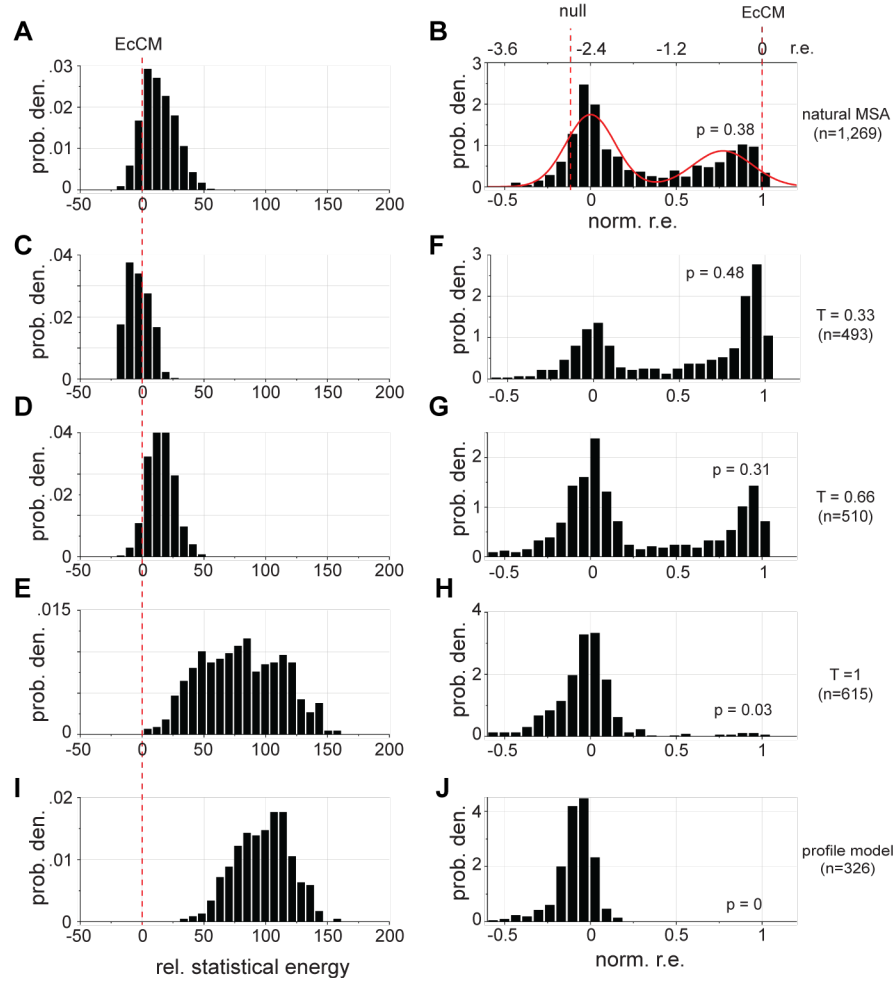 null
EcCM
A
EcCM
B
-3.6 -2.4 -1.2 0 r.e.
prob. den.
.03
.02
.01
0
-50 0 50 100 150 200
prob. den.
3
2
1
0
p = 0.38
-0.5 0 0.5 1
norm. r.e.
natural MSA
(n=1,269)
C
prob. den.
.04
.02
0
-50 0 50 100 150 200
F
prob. den.
3
2
1
0
p = 0.48
-0.5 0 0.5 1
T = 0.33
(n=493)
D
prob. den.
.04
.02
0
-50 0 50 100 150 200
G
prob. den.
2
1
0
p = 0.31
-0.5 0 0.5 1
T = 0.66
(n=510)
E
prob. den.
.015
0
-50 0 50 100 150 200
H
prob. den.
4
2
0
p = 0.03
-0.5 0 0.5 1
T =1
(n=615)
I
prob. den.
.02
.01
0
-50 0 50 100 150 200
rel. statistical energy
J
prob. den.
4
2
0
p = 0
-0.5 0 0.5 1
norm. r.e.
profile model
(n=326)